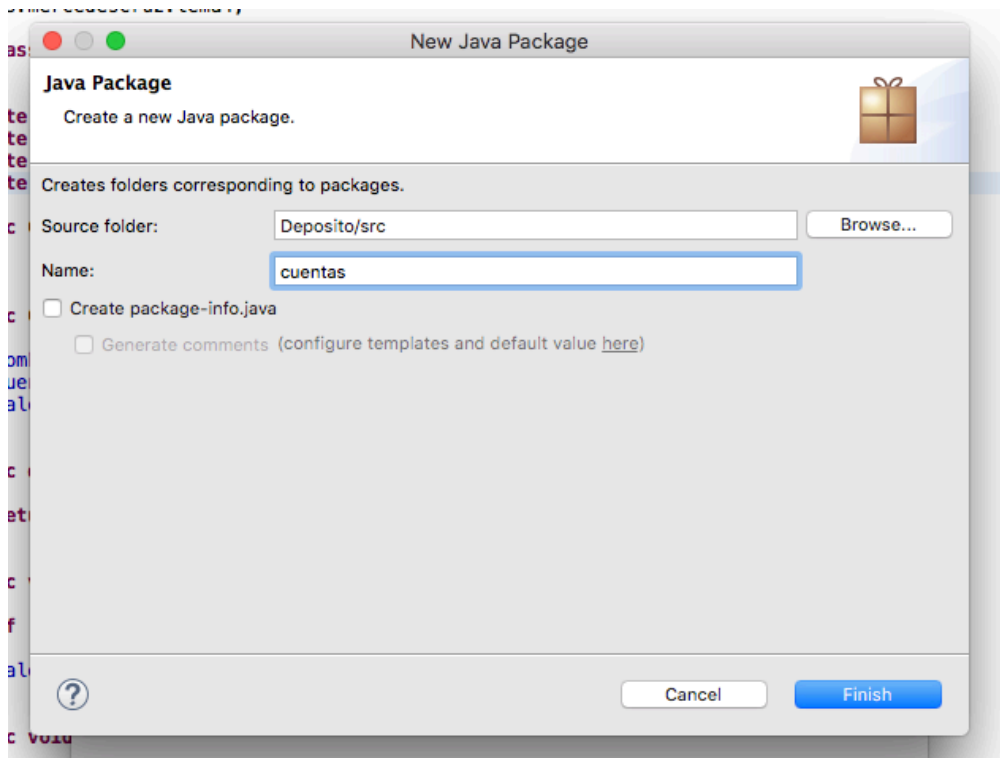 New Java Package
Java Package
Create a new Java package.
Creates folders corresponding to packages.
Source folder: Deposito/src Browse...
Name: cuentas
Create package-info.java
Generate comments (configure templates and default value here)
? Cancel Finish